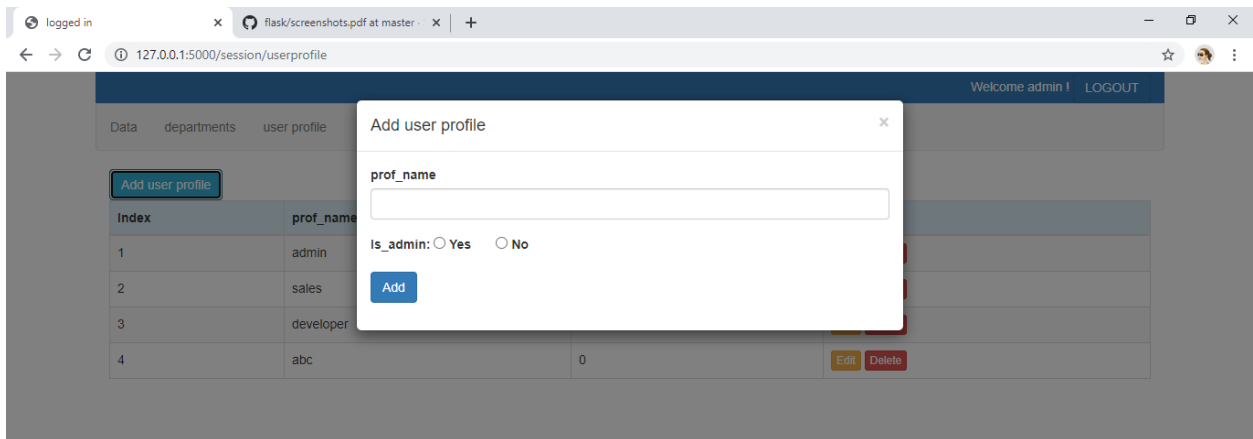 logged in
flask/screenshots.pdf at master ·
127.0.0.1:5000/session/userprofile
Welcome admin ! LOGOUT
Data departments user profile
Add user profile
prof_name
Is_admin: Yes No
Add
Add user profile
Index prof_name
1 admin
2 sales
3 developer
4 abc 0 Edit Delete